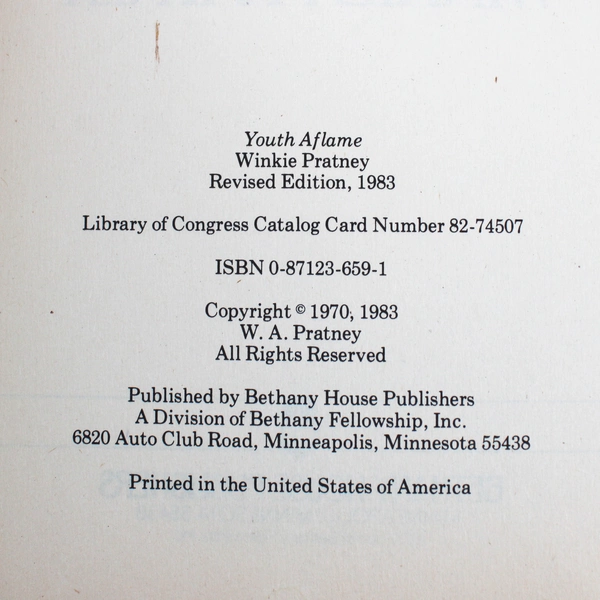 Youth Aflame
Winkie Pratney
Revised Edition, 1983
Library of Congress Catalog Card Number 82-74507
ISBN 0-87123-659-1
Copyright © 1970, 1983
W. A. Pratney
All Rights Reserved
Published by Bethany House Publishers
A Division of Bethany Fellowship, Inc.
6820 Auto Club Road, Minneapolis, Minnesota 55438
Printed in the United States of America